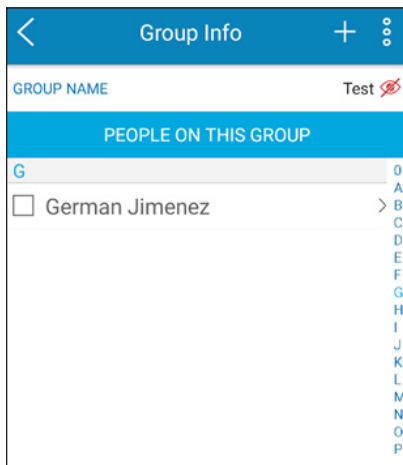 Group Info
GROUP NAME Test
PEOPLE ON THIS GROUP
G
German Jimenez
0
A
B
C
D
E
F
G
H
I
J
K
L
M
N
O
P